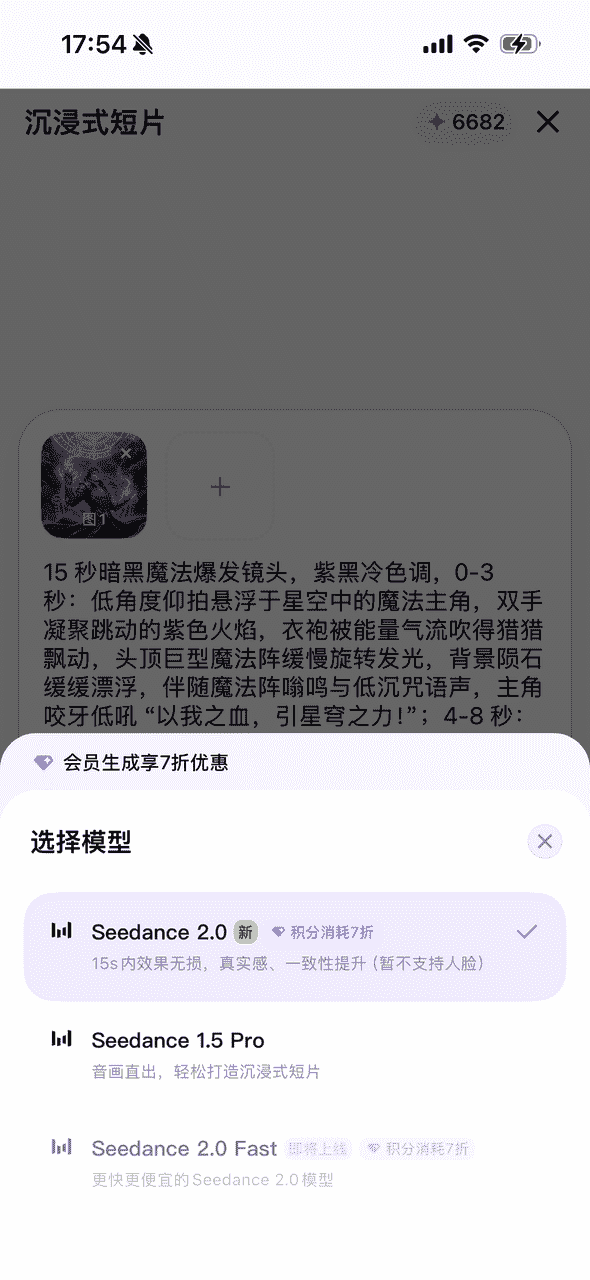 17:54
沉浸式短片
6682
图1
15 秒暗黑魔法爆发镜头，紫黑冷色调，0-3
秒：低角度仰拍悬浮于星空中的魔法主角，双手
凝聚跳动的紫色火焰，衣袍被能量气流吹得猎猎
飘动，头顶巨型魔法阵缓慢旋转发光，背景陨石
缓缓漂浮，伴随魔法阵嗡鸣与低沉咒语声，主角
咬牙低吼 “以我之血，引星穹之力！”；4-8 秒：
会员生成享7折优惠
选择模型
Seedance 2.0 新 积分消耗7折
15s内效果无损，真实感、一致性提升（暂不支持人脸）
Seedance 1.5 Pro
音画直出，轻松打造沉浸式短片
Seedance 2.0 Fast 即将上线 积分消耗7折
更快更便宜的Seedance 2.0模型